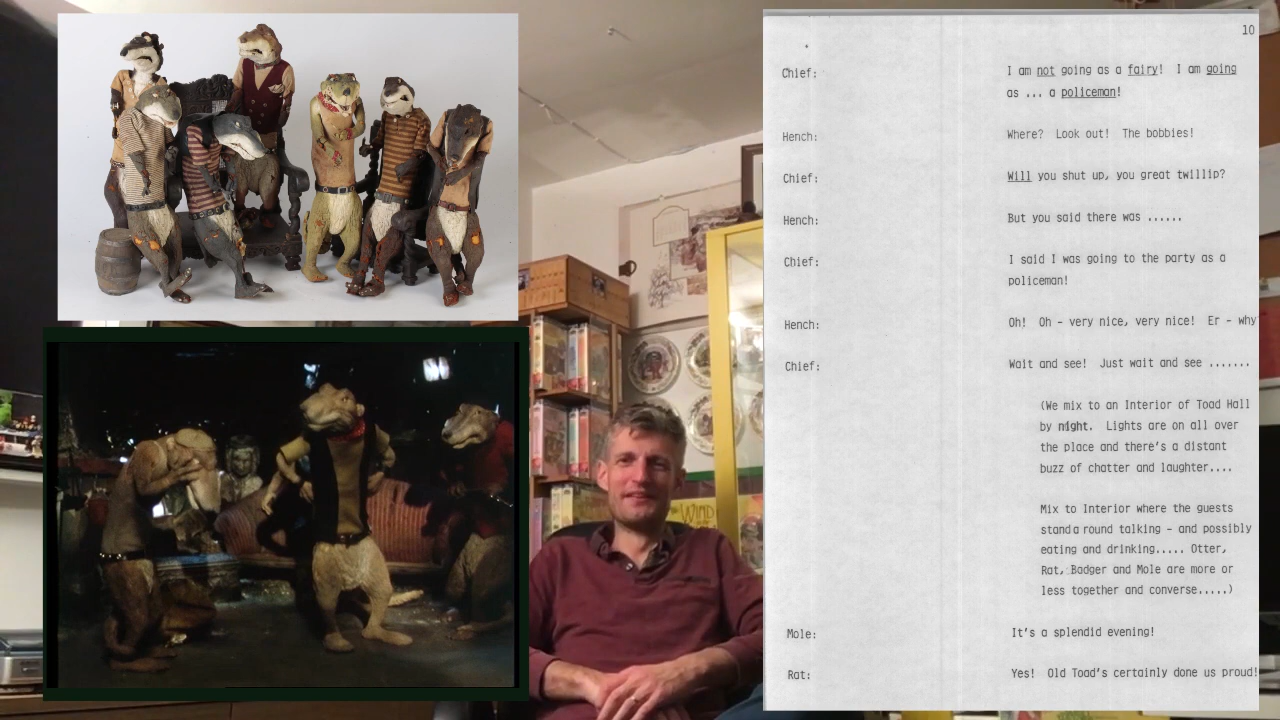 10
Chief: I am not going as a fairy! I am going
as ... a policeman!
Hench: Where? Look out! The bobbies!
Chief: Will you shut up, you great twillip?
Hench: But you said there was ......
Chief: I said I was going to the party as a
policeman!
Hench: Oh! Oh - very nice, very nice! Er - why
Chief: Wait and see! Just wait and see .......
(We mix to an Interior of Toad Hall
by night. Lights are on all over
the place and there's a distant
buzz of chatter and laughter....
Mix to Interior where the guests
stand a round talking - and possibly
eating and drinking..... Otter,
Rat, Badger and Mole are more or
less together and converse.....)
Mole: It's a splendid evening!
Rat: Yes! Old Toad's certainly done us proud!
WIND